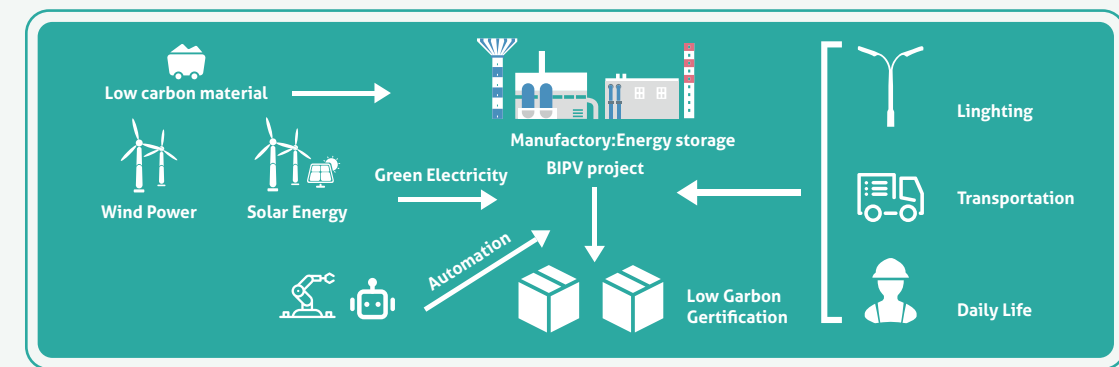 Low carbon material
Manufactory:Energy storage
BIPV project
Linghting
Green Electricity
Wind Power
Solar Energy
Transportation
Automation
Low Garbon
Gertification
Daily Life